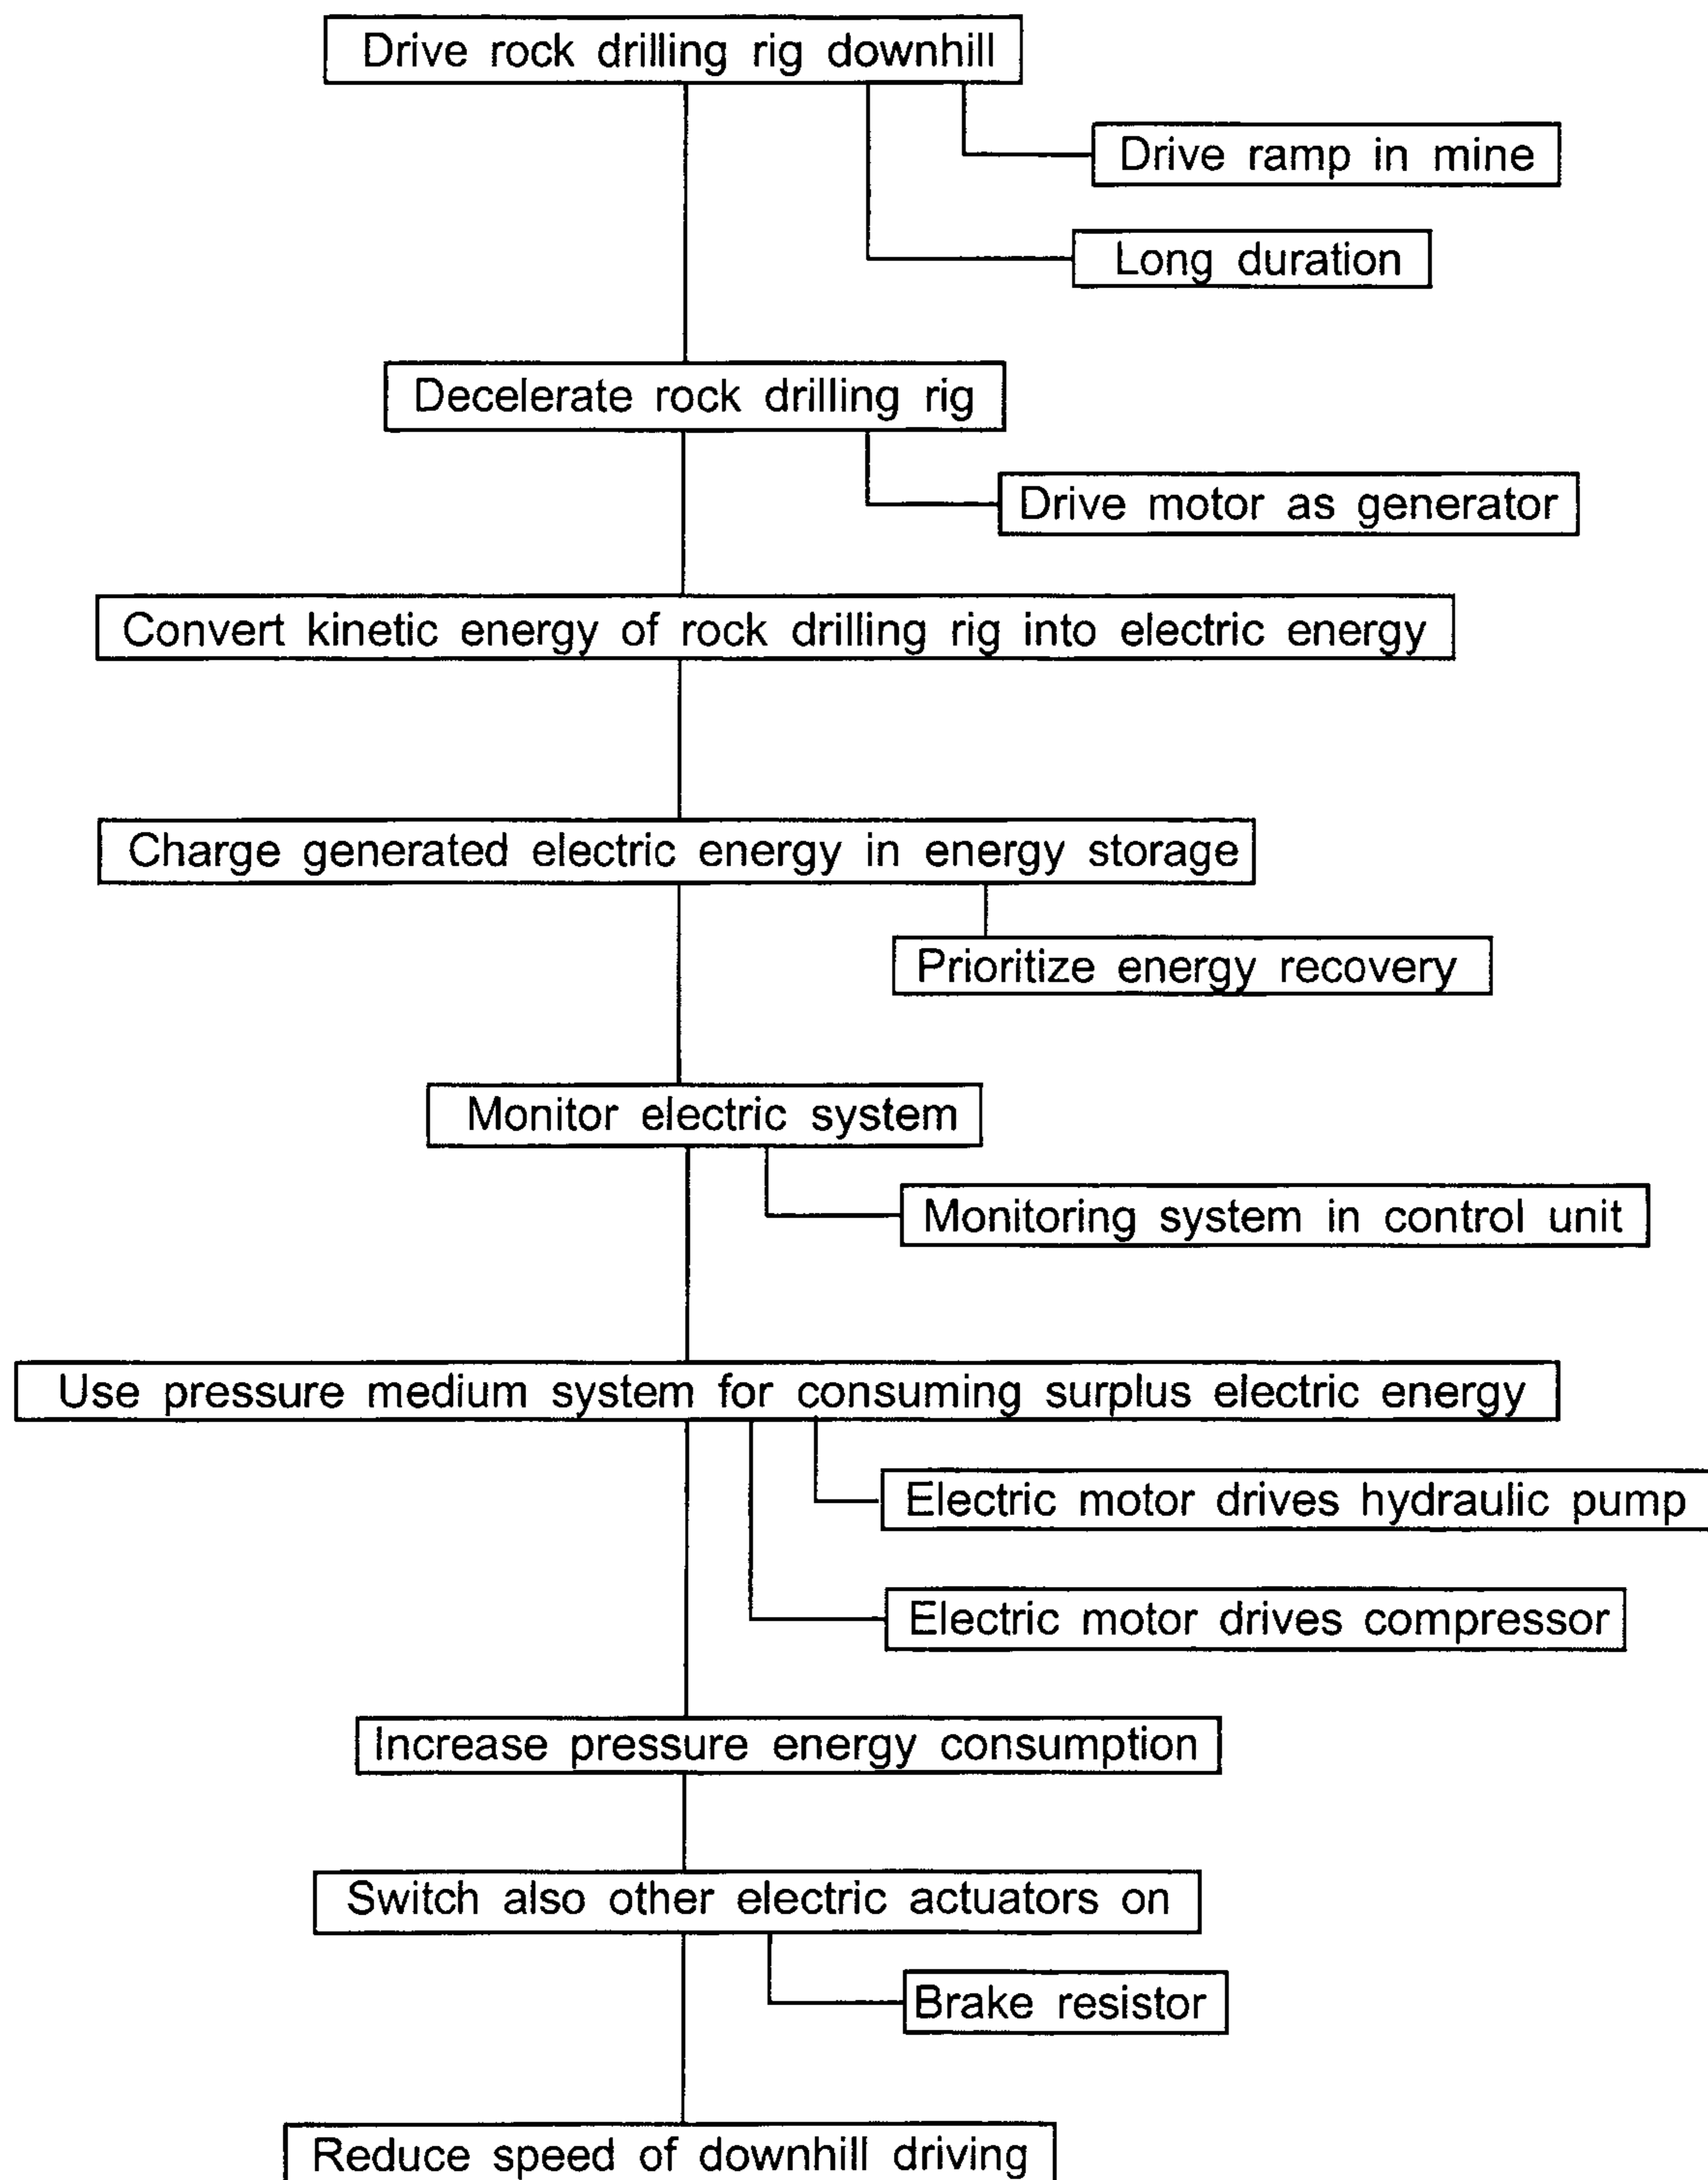 Drive rock drilling rig downhill
Drive ramp in mine
Long duration
Decelerate rock drilling rig
Drive motor as generator
Convert kinetic energy of rock drilling rig into electric energy
Charge generated electric energy in energy storage
Prioritize energy recovery
Monitor electric system
Monitoring system in control unit
Use pressure medium system for consuming surplus electric energy
Electric motor drives hydraulic pump
Electric motor drives compressor
Increase pressure energy consumption
Switch also other electric actuators on
Brake resistor
Reduce speed of downhill driving